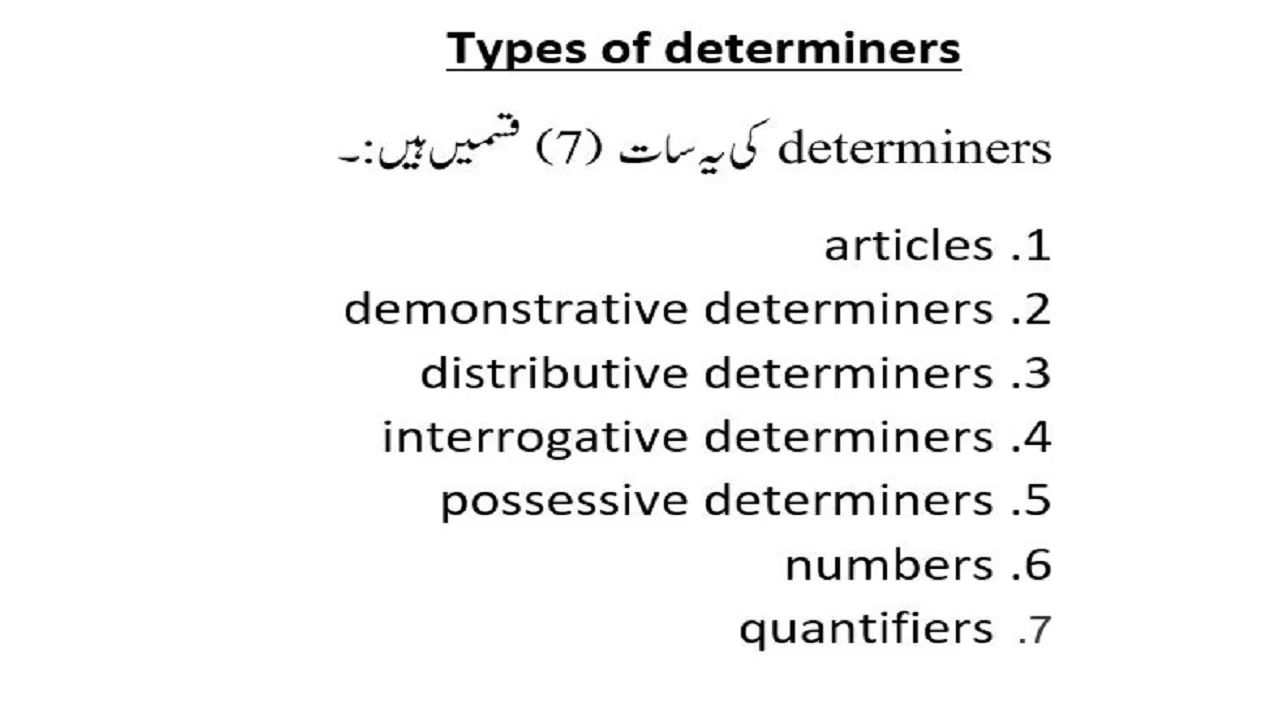 Types of determiners
determiners کی یہ سات (7) قسمیں ہیں:۔
1. articles
2. demonstrative determiners
3. distributive determiners
4. interrogative determiners
5. possessive determiners
6. numbers
7. quantifiers